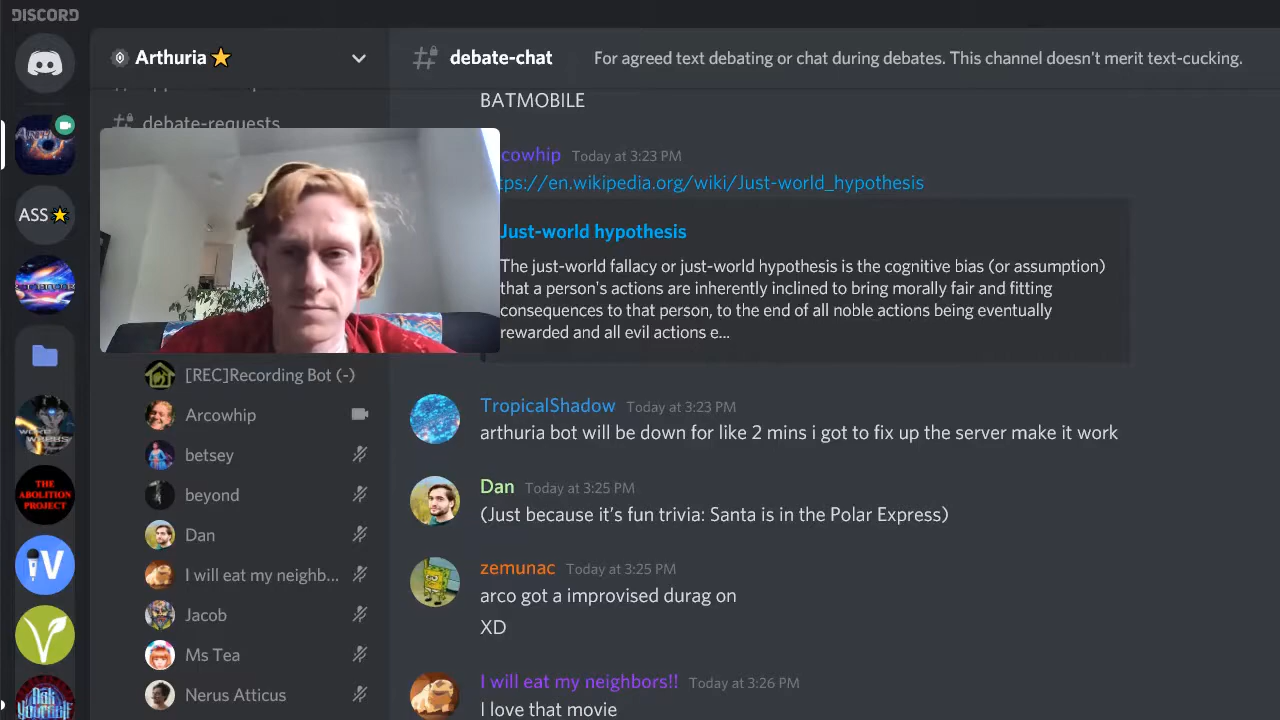 DISCORD
Arthuria
debate-chat
For agreed text debating or chat during debates. This channel doesn't merit text-cucking.
debate-requests
BATMOBILE
cowhip Today at 3:23 PM
tps://en.wikipedia.org/wiki/Just-world_hypothesis
ASS
Just-world hypothesis
The just-world fallacy or just-world hypothesis is the cognitive bias (or assumption)
that a person's actions are inherently inclined to bring morally fair and fitting
consequences to that person, to the end of all noble actions being eventually
rewarded and all evil actions e...
[REC]Recording Bot (-)
Arcowhip
betsey
beyond
Dan
I will eat my neighb...
Jacob
Ms Tea
Nerus Atticus
THE
ABOLITION
PROJECT
V
TropicalShadow Today at 3:23 PM
arthuria bot will be down for like 2 mins i got to fix up the server make it work
Dan Today at 3:25 PM
(Just because it's fun trivia: Santa is in the Polar Express)
zemunac Today at 3:25 PM
arco got a improvised durag on
XD
I will eat my neighbors!! Today at 3:26 PM
I love that movie